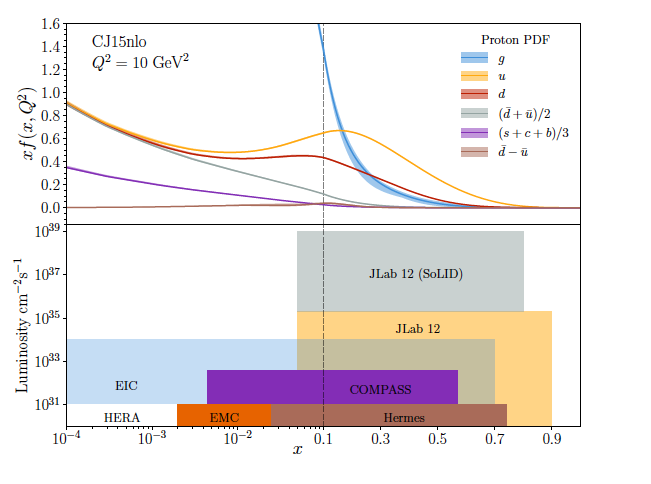 CJ15nlo
Q² = 10 GeV²
Proton PDF
g
u
d
(d̄ + ū)/2
(s + c + b)/3
d̄ − ū
xf(x, Q²)
1.6
1.4
1.2
1.0
0.8
0.6
0.4
0.2
0.0
Luminosity cm⁻²s⁻¹
10³⁹
10³⁷
10³⁵
10³³
10³¹
JLab 12 (SoLID)
JLab 12
EIC
COMPASS
HERA
EMC
Hermes
10⁻⁴
10⁻³
10⁻²
0.1
0.3
0.5
0.7
0.9
x